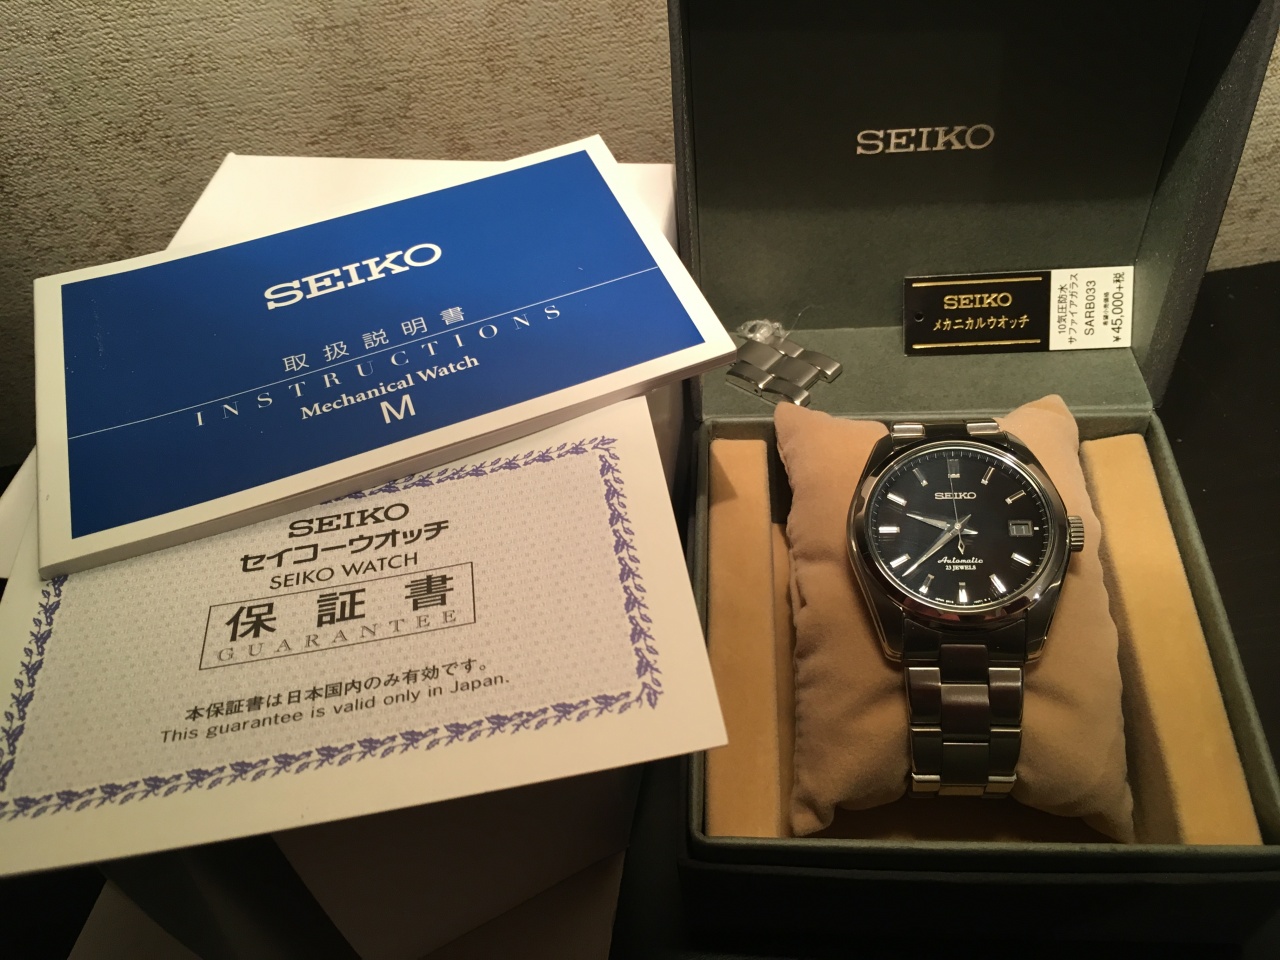 SEIKO
取扱説明書
INSTRUCTIONS
Mechanical Watch
M
SEIKO
セイコーウオッチ
SEIKO WATCH
保証書
GUARANTEE
本保証書は日本国内のみ有効です。
This guarantee is valid only in Japan.
SEIKO
SEIKO
メカニカルウオッチ
10気圧防水
サファイアガラス
SARB033
¥45,000+税
SEIKO
Automatic
23 JEWELS